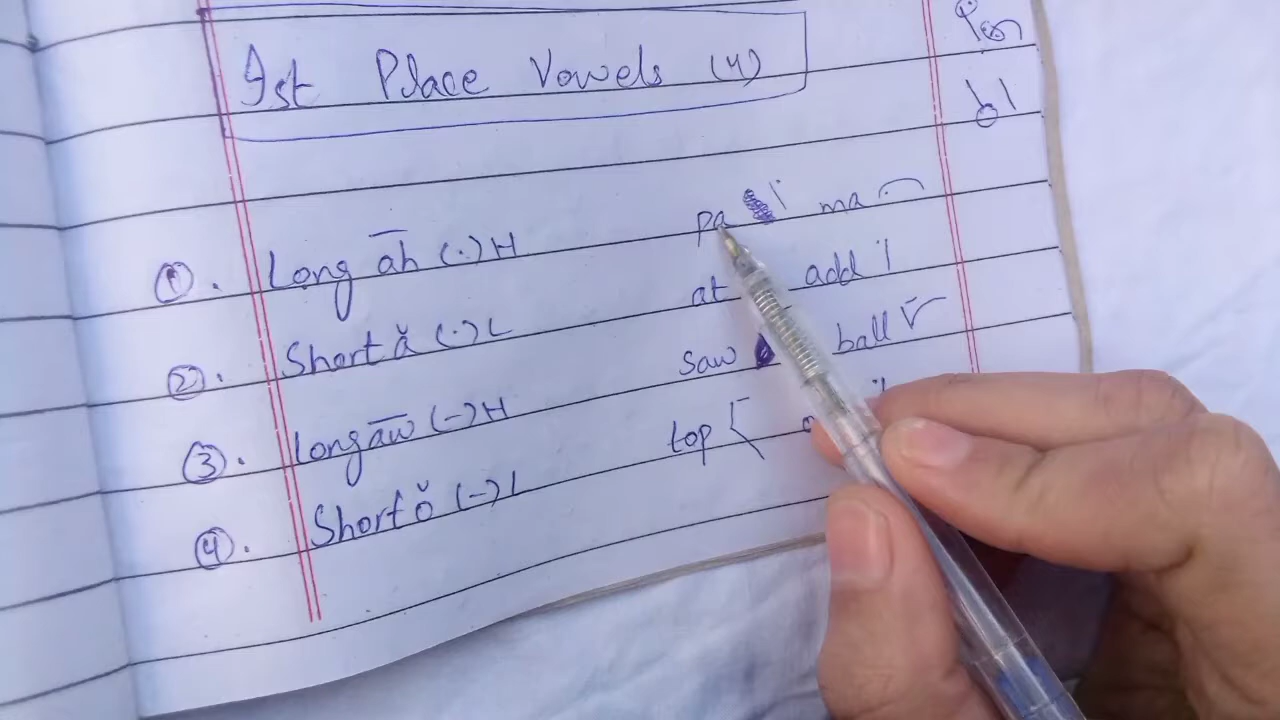 1st Place Vowels (4)
1. Long āh (.) H pa ma
2. Short ă (.) L at add
3. Long āw (-) H saw ball
4. Short ŏ (-) L top